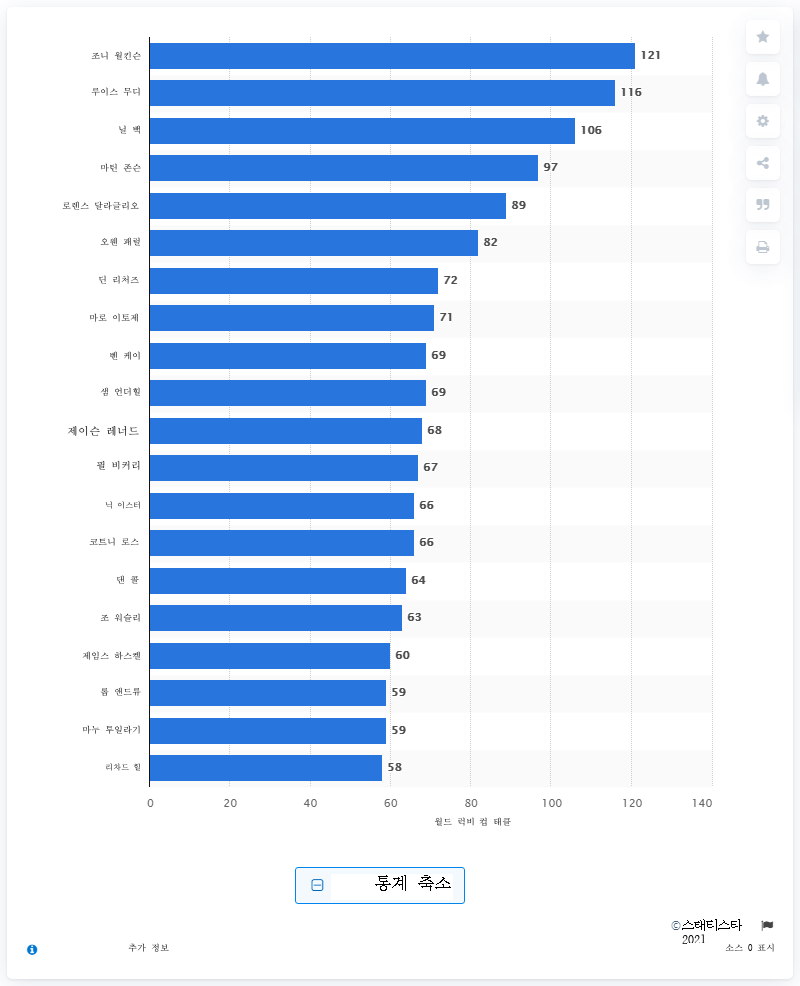 조니 윌킨슨 121
루이스 무디 116
닐 백 106
마틴 존슨 97
로렌스 달라글리오 89
오웬 패럴 82
딘 리처즈 72
마로 이토제 71
벤 케이 69
샘 언더힐 69
제이슨 레너드 68
필 비커리 67
닉 이스터 66
코트니 로스 66
댄 콜 64
조 워슬리 63
제임스 하스켈 60
롭 앤드류 59
마누 투일라기 59
리차드 힐 58
0 20 40 60 80 100 120 140
월드 럭비 컵 태클
통계 축소
©스태티스타
2021
추가 정보 소스 0 표시